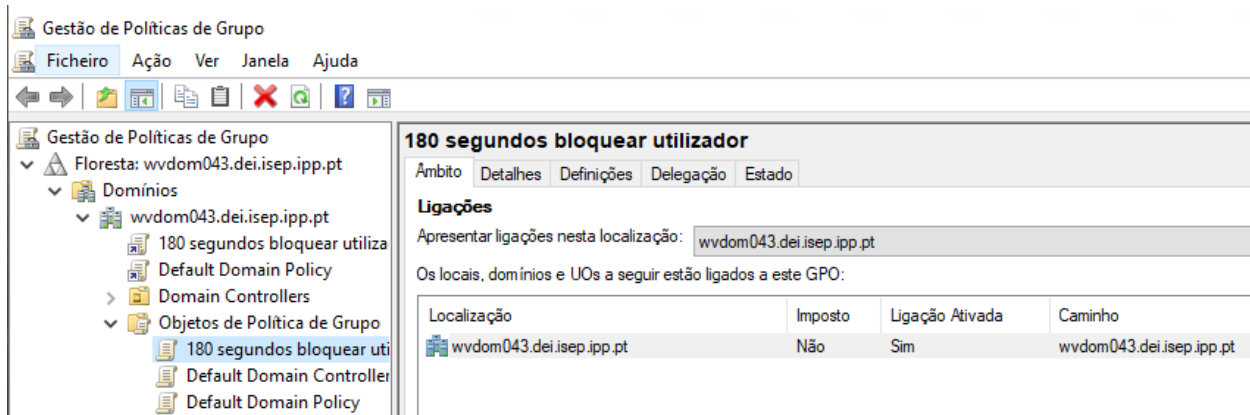 Gestão de Políticas de Grupo
Ficheiro Ação Ver Janela Ajuda
Gestão de Políticas de Grupo
Floresta: wvdom043.dei.isep.ipp.pt
Domínios
wvdom043.dei.isep.ipp.pt
180 segundos bloquear utiliza
Default Domain Policy
Domain Controllers
Objetos de Política de Grupo
180 segundos bloquear uti
Default Domain Controller
Default Domain Policy
180 segundos bloquear utilizador
Âmbito Detalhes Definições Delegação Estado
Ligações
Apresentar ligações nesta localização: wvdom043.dei.isep.ipp.pt
Os locais, domínios e UOs a seguir estão ligados a este GPO:
Localização Imposto Ligação Ativada Caminho
wvdom043.dei.isep.ipp.pt Não Sim wvdom043.dei.isep.ipp.pt